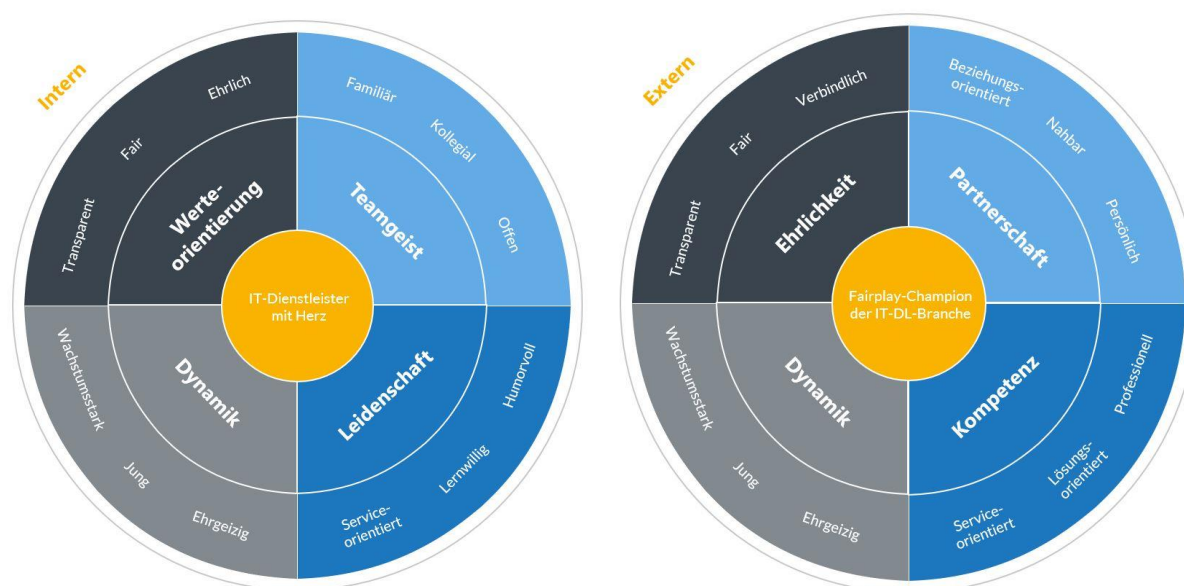 Intern
Ehrlich
Fair
Transparent
Werte-
orientierung
Familiär
Kollegial
Offen
Teamgeist
IT-Dienstleister
mit Herz
Wachstumsstark
Jung
Ehrgeizig
Dynamik
Leidenschaft
Humorvoll
Lernwillig
Service-
orientiert
Extern
Verbindlich
Fair
Transparent
Ehrlichkeit
Beziehungs-
orientiert
Nahbar
Persönlich
Partnerschaft
Fairplay-Champion
der IT-DL-Branche
Wachstumsstark
Jung
Ehrgeizig
Dynamik
Kompetenz
Professionell
Lösungs-
orientiert
Service-
orientiert